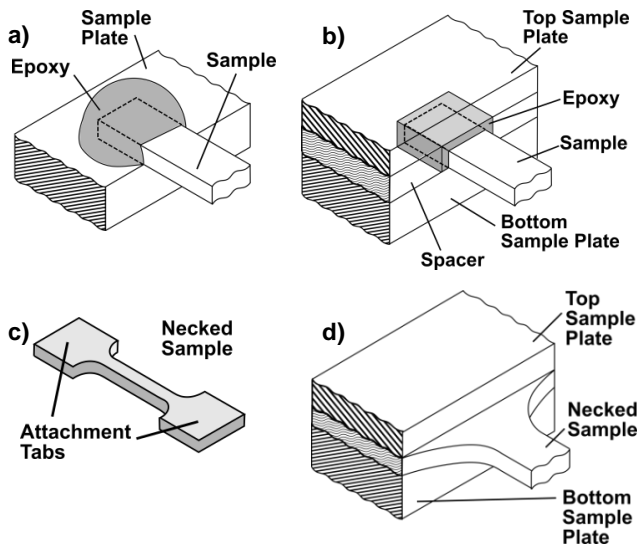 a)
Sample
Plate
Epoxy
Sample
b)
Top Sample
Plate
Epoxy
Sample
Bottom
Sample Plate
Spacer
c)
Necked
Sample
Attachment
Tabs
d)
Top
Sample
Plate
Necked
Sample
Bottom
Sample
Plate